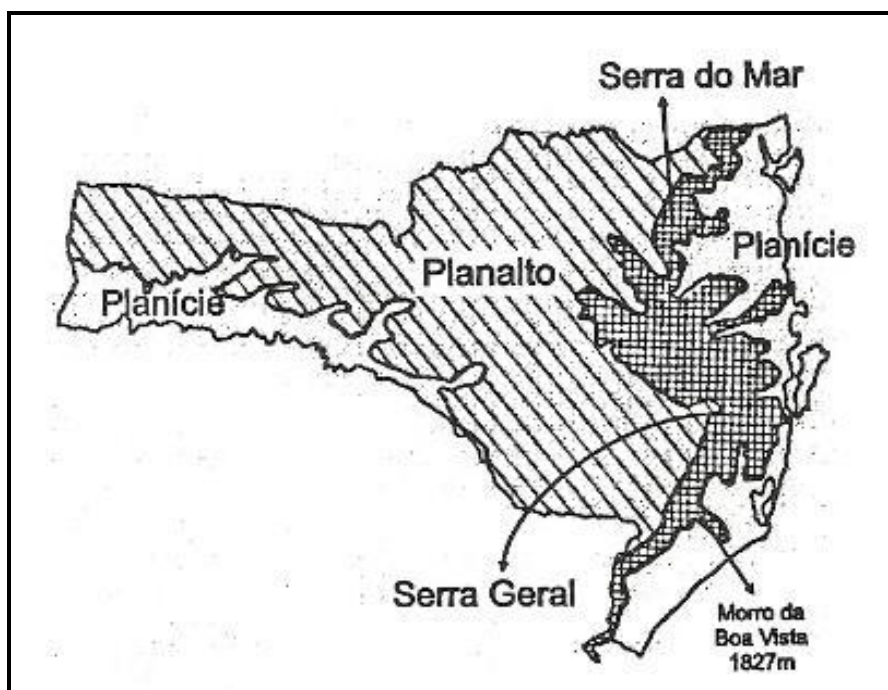 Serra do
Mar
Planície
Planalto
Planície
Serra Geral
Morro da
Boa Vista
1827m